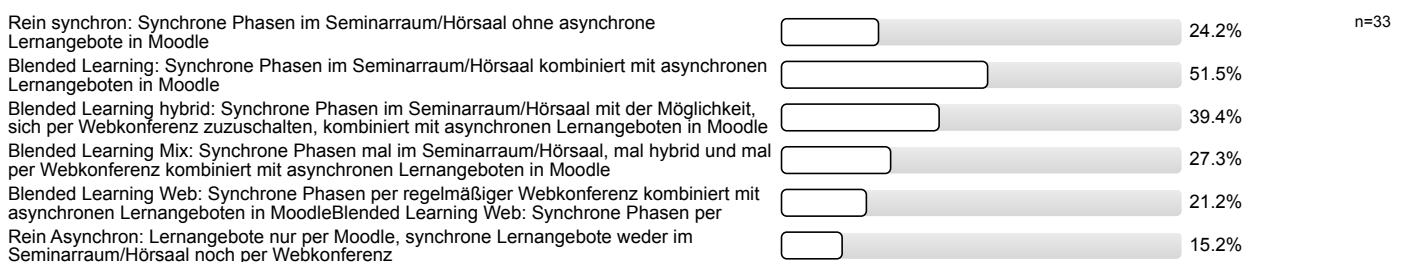 Rein synchron: Synchrone Phasen im Seminarraum/Hörsaal ohne asynchrone
Lernangebote in Moodle
24.2%
n=33
Blended Learning: Synchrone Phasen im Seminarraum/Hörsaal kombiniert mit asynchronen
Lernangeboten in Moodle
51.5%
Blended Learning hybrid: Synchrone Phasen im Seminarraum/Hörsaal mit der Möglichkeit,
sich per Webkonferenz zuzuschalten, kombiniert mit asynchronen Lernangeboten in Moodle
39.4%
Blended Learning Mix: Synchrone Phasen mal im Seminarraum/Hörsaal, mal hybrid und mal
per Webkonferenz kombiniert mit asynchronen Lernangeboten in Moodle
27.3%
Blended Learning Web: Synchrone Phasen per regelmäßiger Webkonferenz kombiniert mit
asynchronen Lernangeboten in MoodleBlended Learning Web: Synchrone Phasen per
21.2%
Rein Asynchron: Lernangebote nur per Moodle, synchrone Lernangebote weder im
Seminarraum/Hörsaal noch per Webkonferenz
15.2%